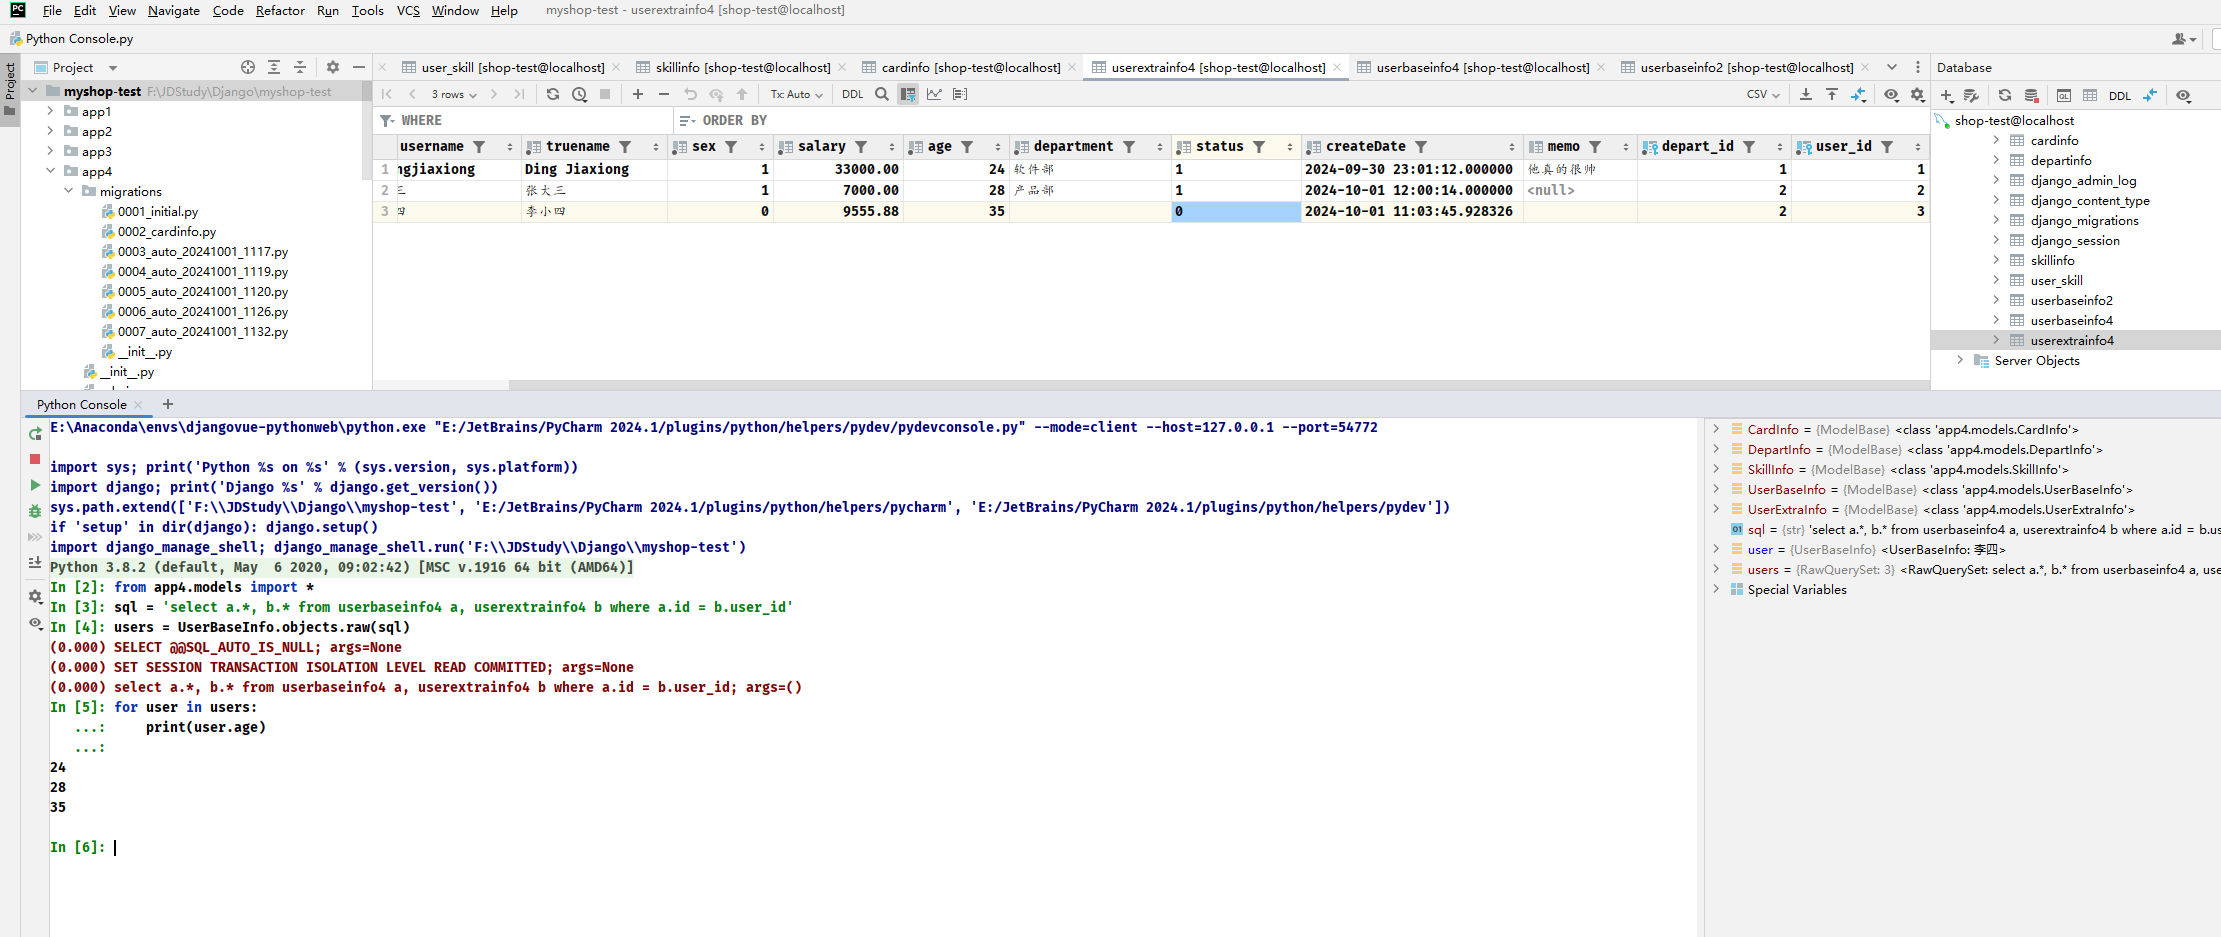 File Edit View Navigate Code Refactor Run Tools VCS Window Help myshop-test - userextrainfo4 [shop-test@localhost]
Python Console.py
Project
Project
user_skill [shop-test@localhost] skillinfo [shop-test@localhost] cardinfo [shop-test@localhost] userextrainfo4 [shop-test@localhost] userbaseinfo4 [shop-test@localhost] userbaseinfo2 [shop-test@localhost]
Database
myshop-test F:\JDStudy\Django\myshop-test
app1
app2
app3
app4
migrations
0001_initial.py
0002_cardinfo.py
0003_auto_20241001_1117.py
0004_auto_20241001_1119.py
0005_auto_20241001_1120.py
0006_auto_20241001_1126.py
0007_auto_20241001_1132.py
__init__.py
__init__.py
3 rows Tx: Auto DDL CSV
WHERE ORDER BY
username truename sex salary age department status createDate memo depart_id user_id
1 ngjiaxiong Ding Jiaxiong 1 33000.00 24 软件部 1 2024-09-30 23:01:12.000000 他真的很帅 1 1
2 三 张大三 1 7000.00 28 产品部 1 2024-10-01 12:00:14.000000 <null> 2 2
3 四 李小四 0 9555.88 35 0 2024-10-01 11:03:45.928326 2 3
DDL
shop-test@localhost
cardinfo
departinfo
django_admin_log
django_content_type
django_migrations
django_session
skillinfo
user_skill
userbaseinfo2
userbaseinfo4
userextrainfo4
Server Objects
Python Console
E:\Anaconda\envs\djangovue-pythonweb\python.exe "E:/JetBrains/PyCharm 2024.1/plugins/python/helpers/pydev/pydevconsole.py" --mode=client --host=127.0.0.1 --port=54772
import sys; print('Python %s on %s' % (sys.version, sys.platform))
import django; print('Django %s' % django.get_version())
sys.path.extend(['F:\\JDStudy\\Django\\myshop-test', 'E:/JetBrains/PyCharm 2024.1/plugins/python/helpers/pycharm', 'E:/JetBrains/PyCharm 2024.1/plugins/python/helpers/pydev'])
if 'setup' in dir(django): django.setup()
import django_manage_shell; django_manage_shell.run('F:\\JDStudy\\Django\\myshop-test')
Python 3.8.2 (default, May  6 2020, 09:02:42) [MSC v.1916 64 bit (AMD64)]
In [2]: from app4.models import *
In [3]: sql = 'select a.*, b.* from userbaseinfo4 a, userextrainfo4 b where a.id = b.user_id'
In [4]: users = UserBaseInfo.objects.raw(sql)
(0.000) SELECT @@SQL_AUTO_IS_NULL; args=None
(0.000) SET SESSION TRANSACTION ISOLATION LEVEL READ COMMITTED; args=None
(0.000) select a.*, b.* from userbaseinfo4 a, userextrainfo4 b where a.id = b.user_id; args=()
In [5]: for user in users:
...:     print(user.age)
...:
24
28
35
In [6]:
CardInfo = {ModelBase} <class 'app4.models.CardInfo'>
DepartInfo = {ModelBase} <class 'app4.models.DepartInfo'>
SkillInfo = {ModelBase} <class 'app4.models.SkillInfo'>
UserBaseInfo = {ModelBase} <class 'app4.models.UserBaseInfo'>
UserExtraInfo = {ModelBase} <class 'app4.models.UserExtraInfo'>
01 sql = {str} 'select a.*, b.* from userbaseinfo4 a, userextrainfo4 b where a.id = b.us
user = {UserBaseInfo} <UserBaseInfo: 李四>
users = {RawQuerySet: 3} <RawQuerySet: select a.*, b.* from userbaseinfo4 a, use
Special Variables